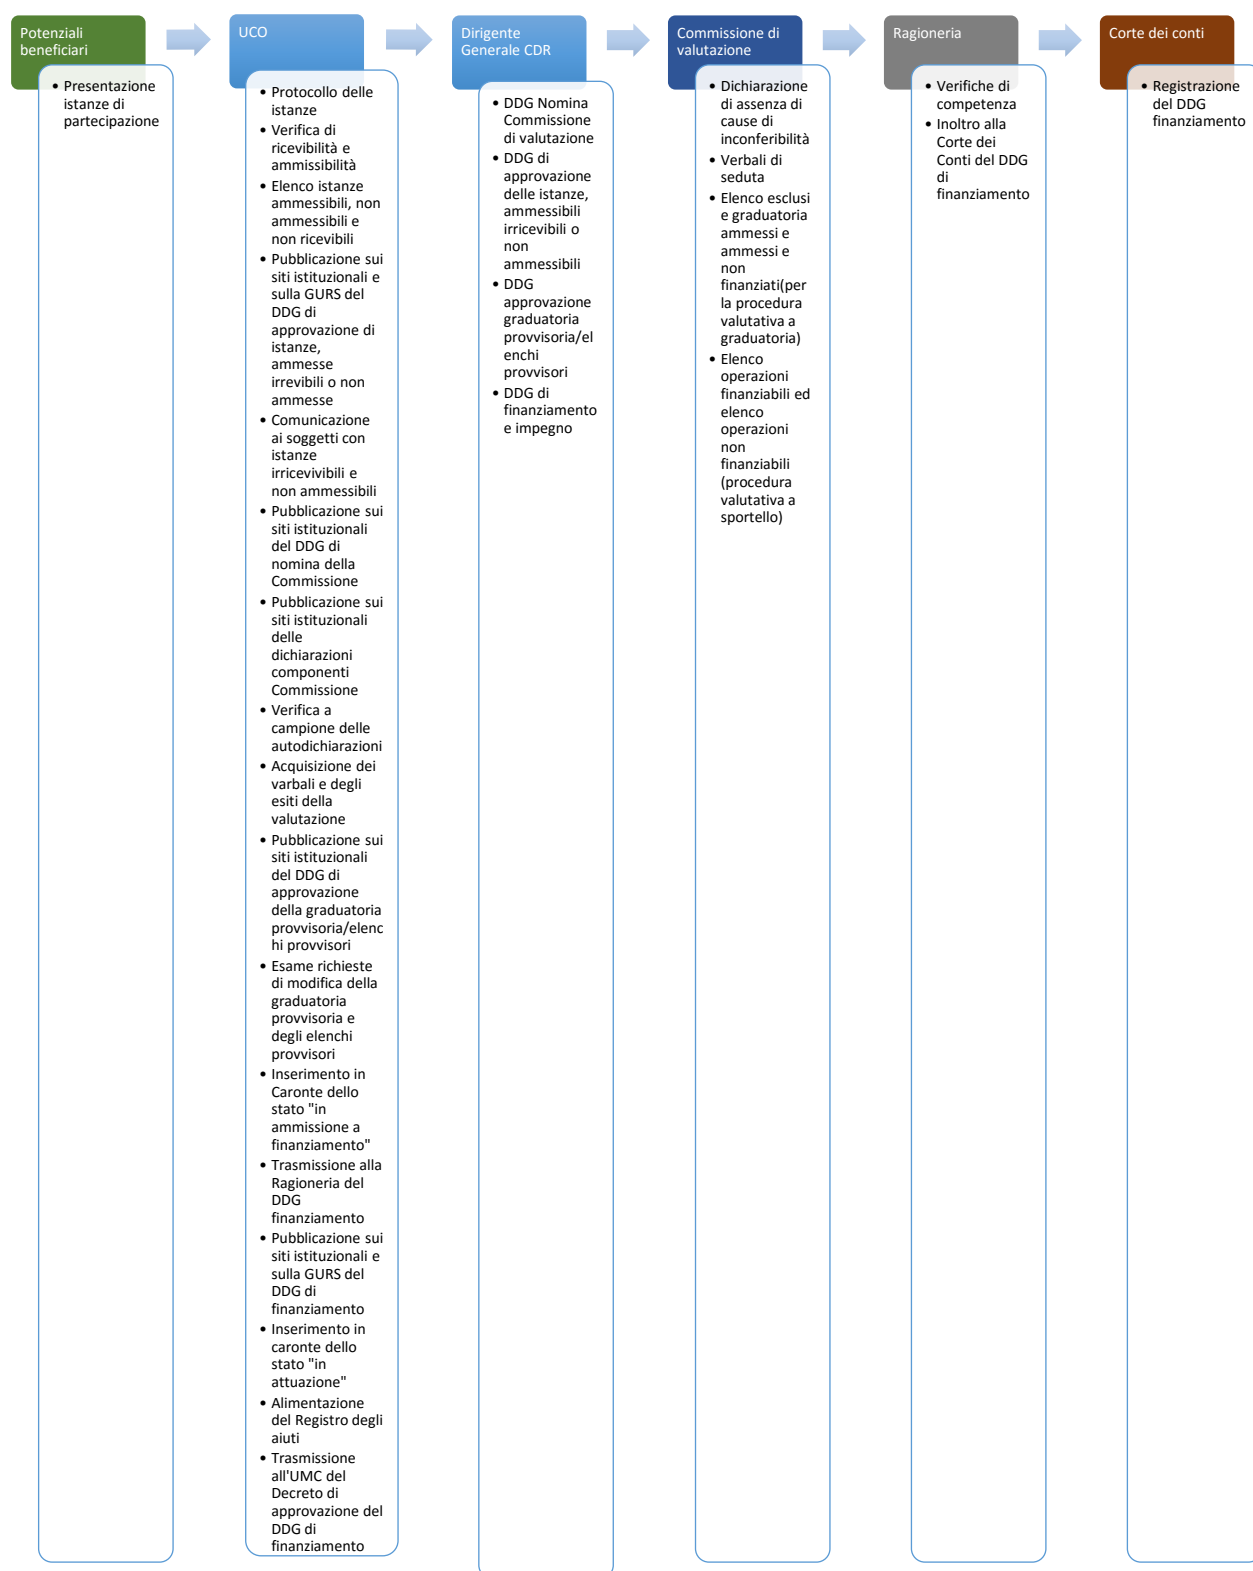 Potenziali
beneficiari
• Presentazione
istanze di
partecipazione
UCO
• Protocollo delle
istanze
• Verifica di
ricevibilità e
ammissibilità
• Elenco istanze
ammessibili, non
ammessibili e
non ricevibili
• Pubblicazione sui
siti istituzionali e
sulla GURS del
DDG di
approvazione di
istanze,
ammesse
irrevibili o non
ammesse
• Comunicazione
ai soggetti con
istanze
irricevivibili e
non ammessibili
• Pubblicazione sui
siti istituzionali
del DDG di
nomina della
Commissione
• Pubblicazione sui
siti istituzionali
delle
dichiarazioni
componenti
Commissione
• Verifica a
campione delle
autodichiarazioni
• Acquisizione dei
varbali e degli
esiti della
valutazione
• Pubblicazione sui
siti istituzionali
del DDG di
approvazione
della graduatoria
provvisoria/elenc
hi provvisori
• Esame richieste
di modifica della
graduatoria
provvisoria e
degli elenchi
provvisori
• Inserimento in
Caronte dello
stato "in
ammissione a
finanziamento"
• Trasmissione alla
Ragioneria del
DDG
finanziamento
• Pubblicazione sui
siti istituzionali e
sulla GURS del
DDG di
finanziamento
• Inserimento in
caronte dello
stato "in
attuazione"
• Alimentazione
del Registro degli
aiuti
• Trasmissione
all'UMC del
Decreto di
approvazione del
DDG di
finanziamento
Dirigente
Generale CDR
• DDG Nomina
Commissione
di valutazione
• DDG di
approvazione
delle istanze,
ammessibili
irricevibili o
non
ammessibili
• DDG
approvazione
graduatoria
provvisoria/el
enchi
provvisori
• DDG di
finanziamento
e impegno
Commissione di
valutazione
• Dichiarazione
di assenza di
cause di
inconferibilità
• Verbali di
seduta
• Elenco esclusi
e graduatoria
ammessi e
ammessi e
non
finanziati(per
la procedura
valutativa a
graduatoria)
• Elenco
operazioni
finanziabili ed
elenco
operazioni
non
finanziabili
(procedura
valutativa a
sportello)
Ragioneria
• Verifiche di
competenza
• Inoltro alla
Corte dei
Conti del DDG
di
finanziamento
Corte dei conti
• Registrazione
del DDG
finanziamento